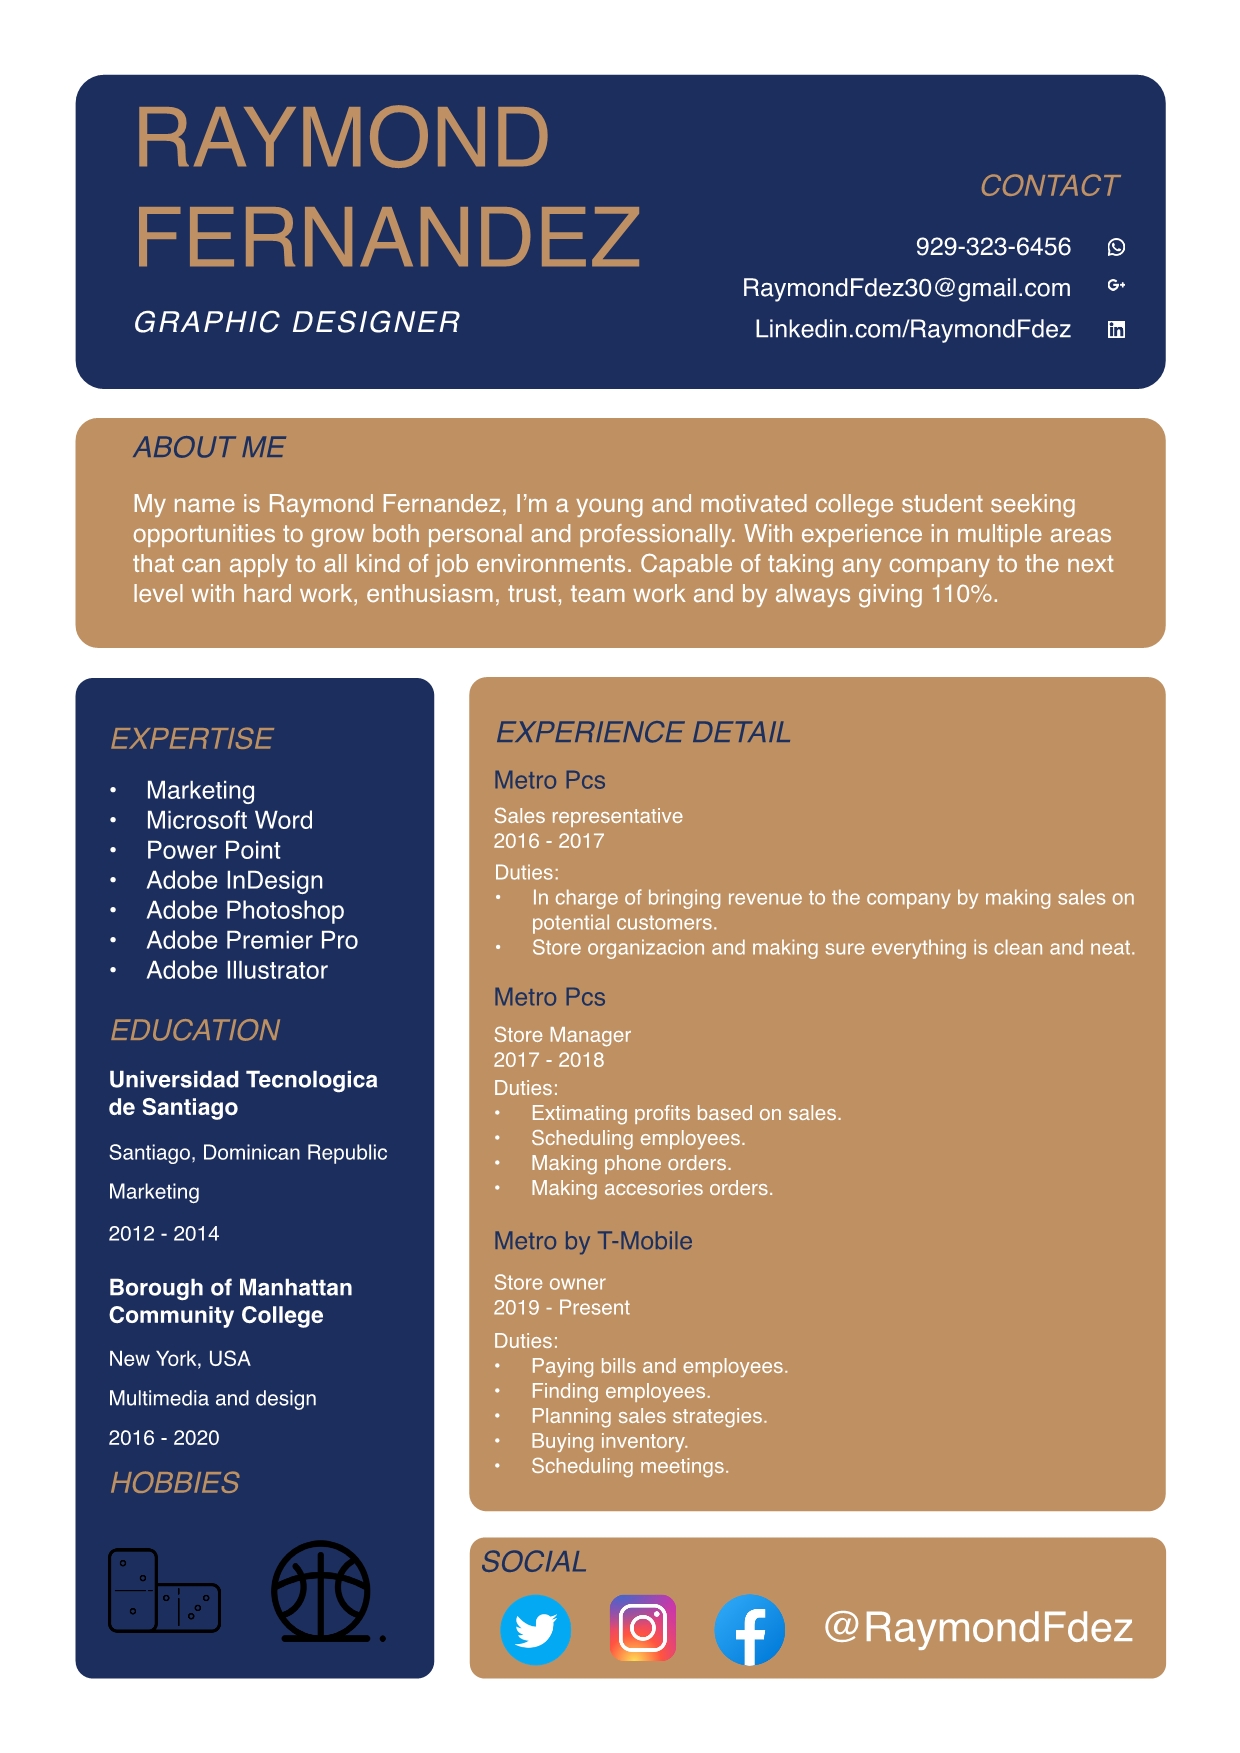 RAYMOND
FERNANDEZ
GRAPHIC DESIGNER
CONTACT
929-323-6456
RaymondFdez30@gmail.com
Linkedin.com/RaymondFdez
ABOUT ME
My name is Raymond Fernandez, I’m a young and motivated college student seeking
opportunities to grow both personal and professionally. With experience in multiple areas
that can apply to all kind of job environments. Capable of taking any company to the next
level with hard work, enthusiasm, trust, team work and by always giving 110%.
EXPERTISE
• Marketing
• Microsoft Word
• Power Point
• Adobe InDesign
• Adobe Photoshop
• Adobe Premier Pro
• Adobe Illustrator
EDUCATION
Universidad Tecnologica
de Santiago
Santiago, Dominican Republic
Marketing
2012 - 2014
Borough of Manhattan
Community College
New York, USA
Multimedia and design
2016 - 2020
HOBBIES
EXPERIENCE DETAIL
Metro Pcs
Sales representative
2016 - 2017
Duties:
• In charge of bringing revenue to the company by making sales on
potential customers.
• Store organizacion and making sure everything is clean and neat.
Metro Pcs
Store Manager
2017 - 2018
Duties:
• Extimating profits based on sales.
• Scheduling employees.
• Making phone orders.
• Making accesories orders.
Metro by T-Mobile
Store owner
2019 - Present
Duties:
• Paying bills and employees.
• Finding employees.
• Planning sales strategies.
• Buying inventory.
• Scheduling meetings.
SOCIAL
@RaymondFdez